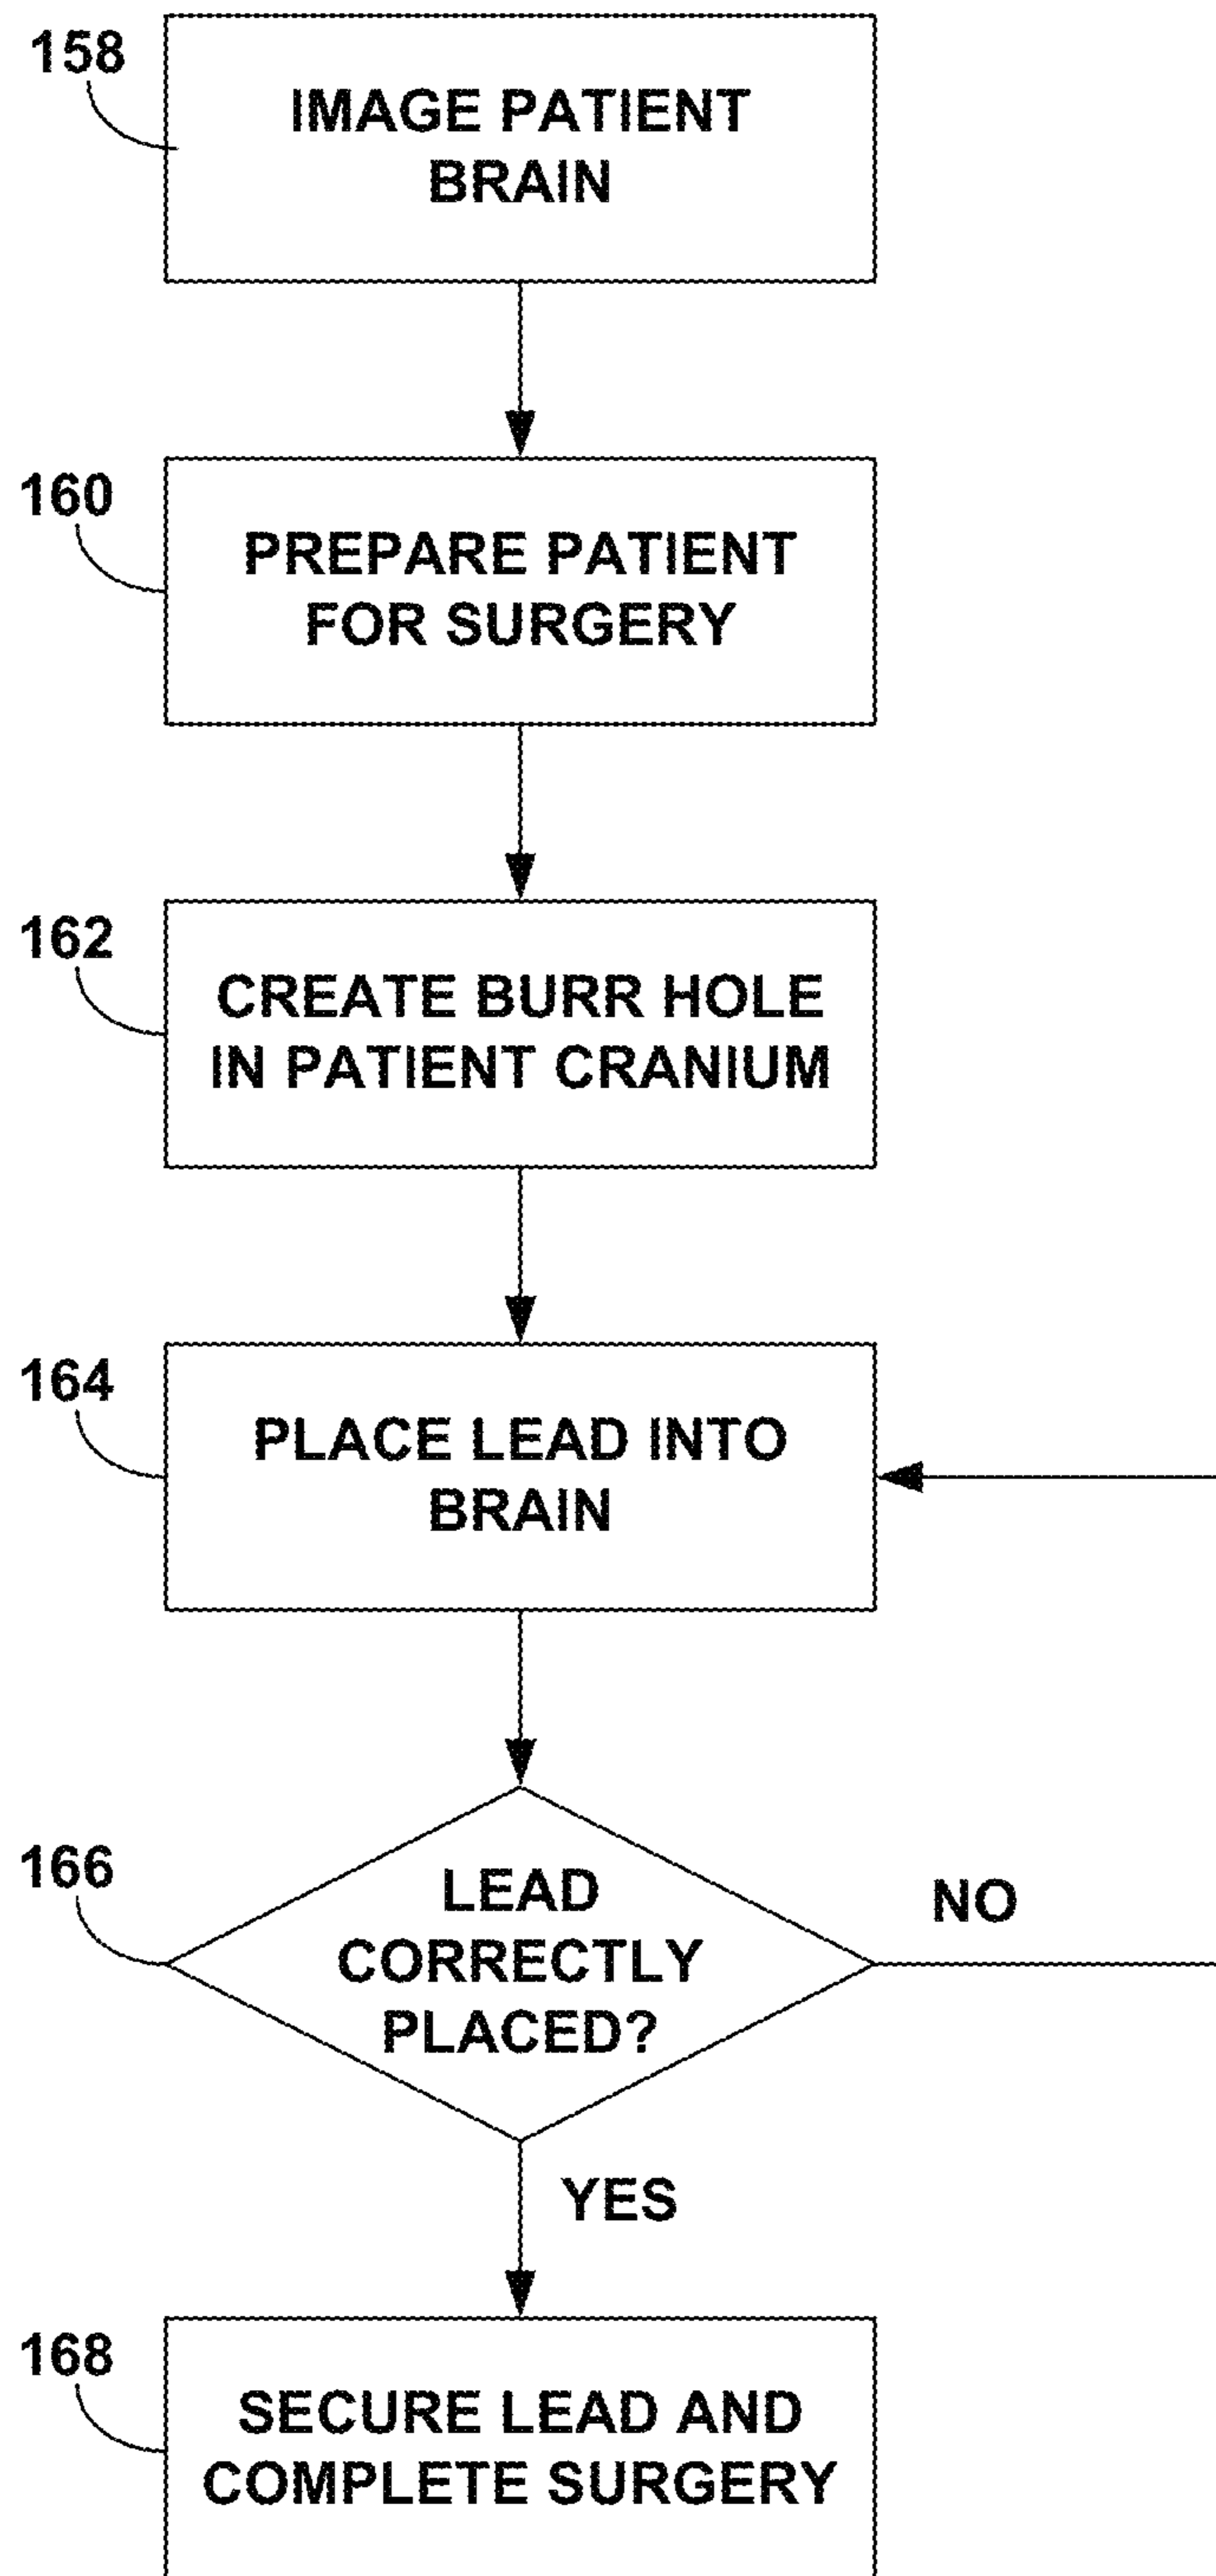 158
IMAGE PATIENT
BRAIN
160
PREPARE PATIENT
FOR SURGERY
162
CREATE BURR HOLE
IN PATIENT CRANIUM
164
PLACE LEAD INTO
BRAIN
166
LEAD
CORRECTLY
PLACED?
NO
YES
168
SECURE LEAD AND
COMPLETE SURGERY